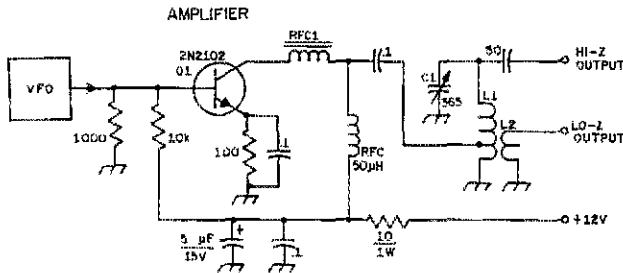 AMPLIFIER
2N2102
Q1
VFO
RFC1
.1
C1
365
50
HI-Z
OUTPUT
L1
L2
LO-Z
OUTPUT
1000
10k
100
.1
RFC
50µH
+12V
10
1W
5 µF
15V
+
.1